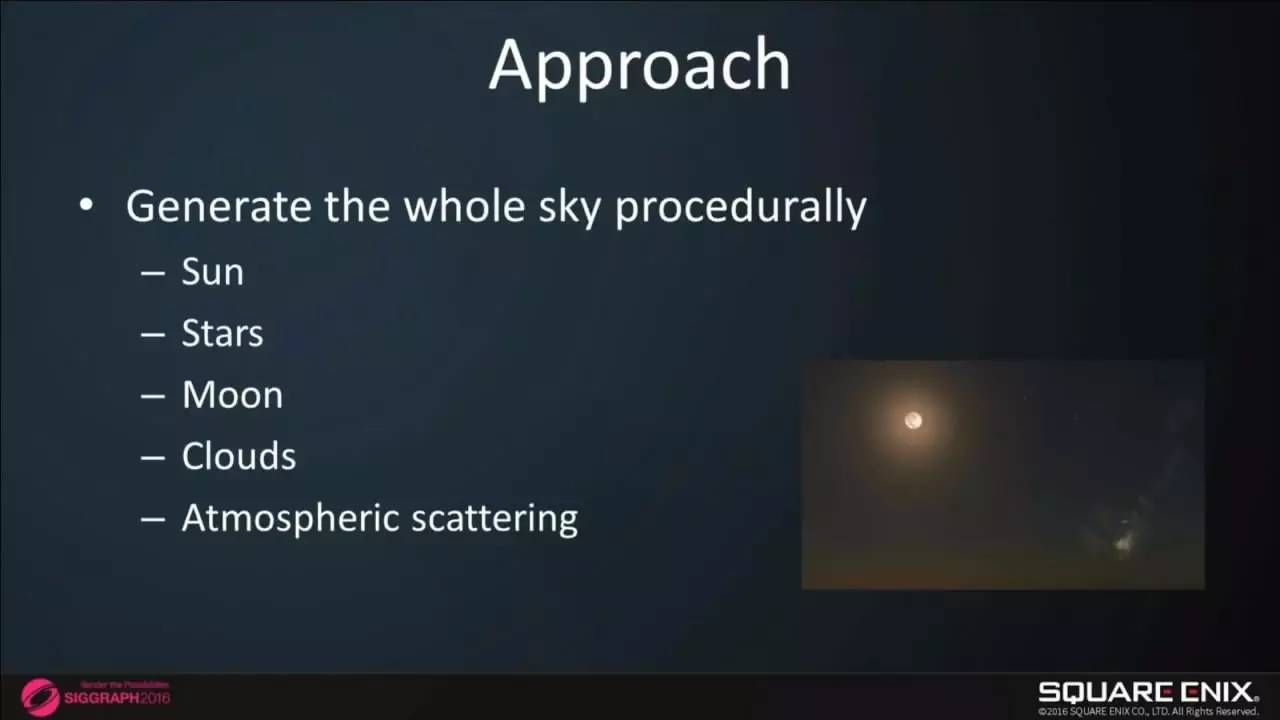 Approach
• Generate the whole sky procedurally
– Sun
– Stars
– Moon
– Clouds
– Atmospheric scattering
Render the Possibilities
SIGGRAPH2016
SQUARE ENIX.
©2016 SQUARE ENIX CO., LTD. All Rights Reserved.